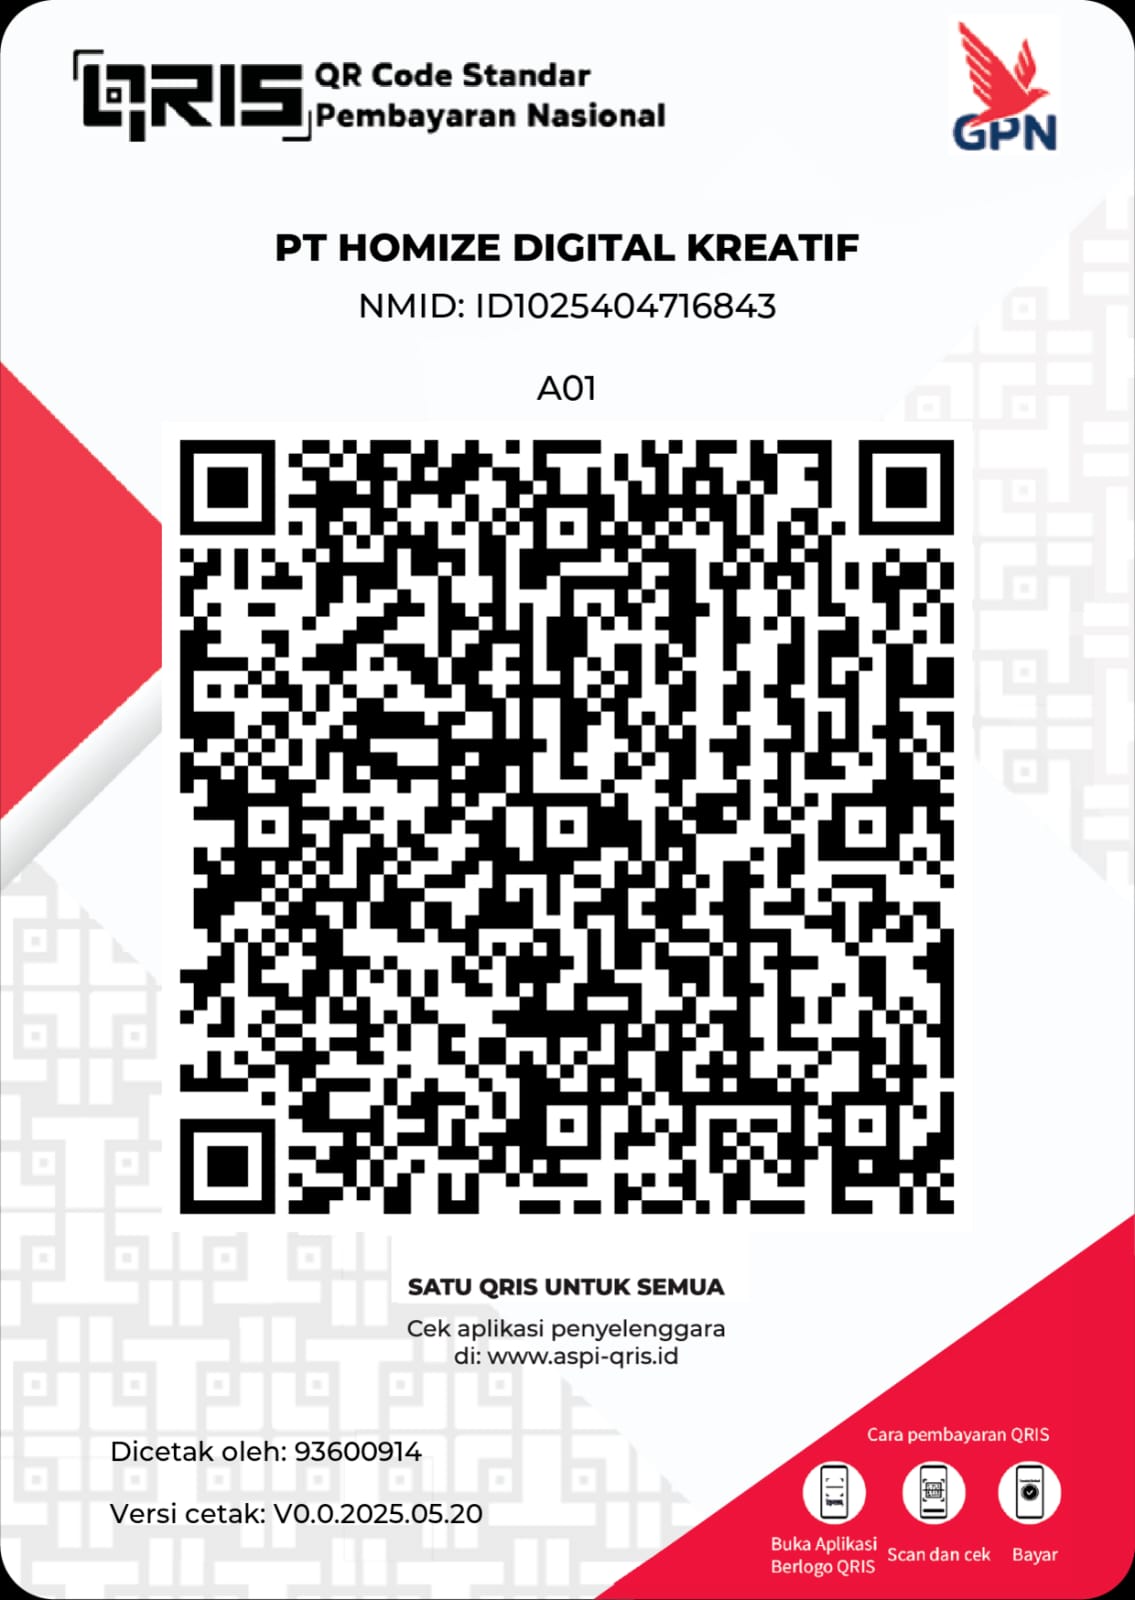 QRIS
QR Code Standar
Pembayaran Nasional
GPN
PT HOMIZE DIGITAL KREATIF
NMID: ID1025404716843
A01
SATU QRIS UNTUK SEMUA
Cek aplikasi penyelenggara
di: www.aspi-qris.id
Dicetak oleh: 93600914
Versi cetak: V0.0.2025.05.20
Cara pembayaran QRIS
Buka Aplikasi
Berlogo QRIS
Scan dan cek
Bayar